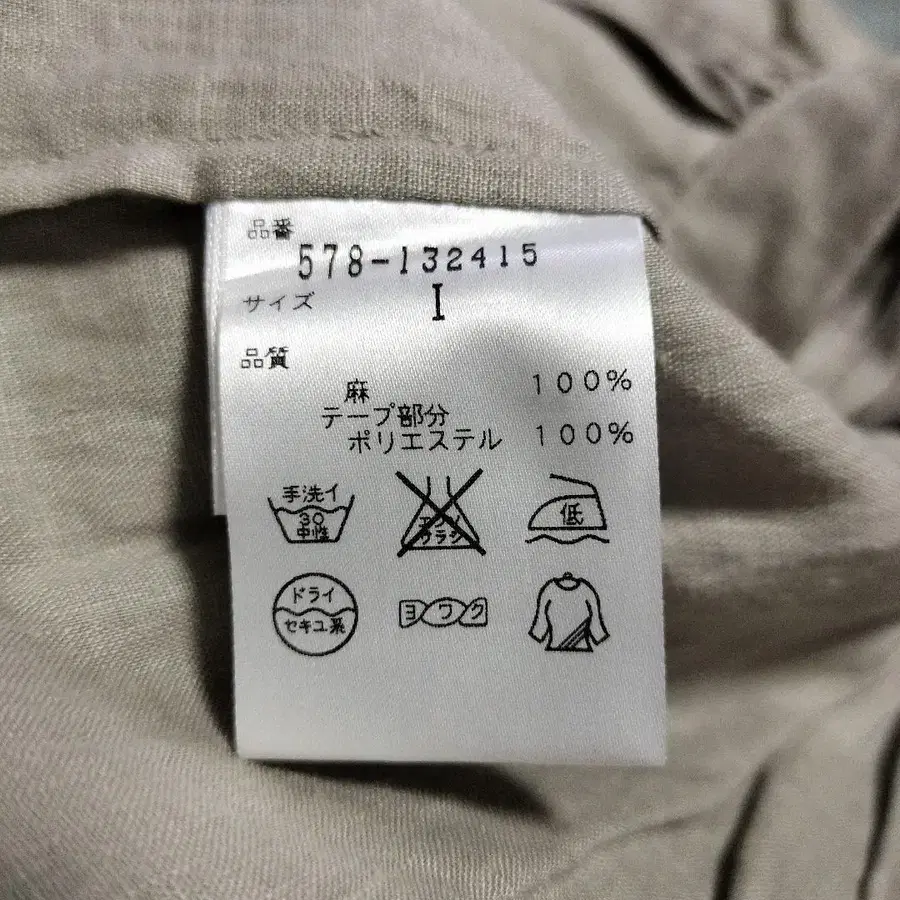 品番
578-132415
サイズ I
品質
麻 100%
テープ部分
ポリエステル 100%
手洗イ
30
中性
エンソ
サラシ
低
ドライ
セキユ系
ヨワク